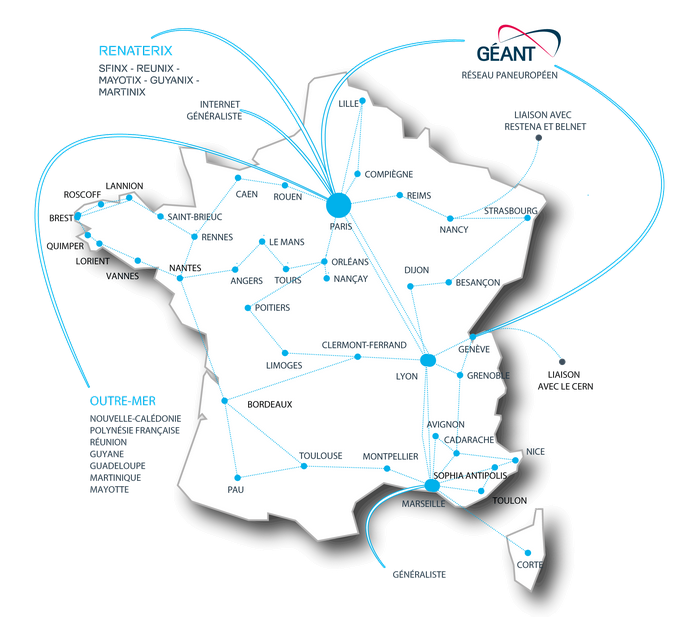 RENATERIX
SFINX - REUNIX -
MAYOTIX - GUYANIX -
MARTINIX
GÉANT
RÉSEAU PANEUROPÉEN
INTERNET
GÉNÉRALISTE
LILLE
LIAISON AVEC
RESTENA ET BELNET
COMPIÈGNE
CAEN
ROUEN
REIMS
LANNION
ROSCOFF
BREST
SAINT-BRIEUC
PARIS
NANCY
STRASBOURG
QUIMPER
RENNES
LE MANS
LORIENT
VANNES
NANTES
ANGERS
TOURS
ORLÉANS
NANÇAY
DIJON
BESANÇON
POITIERS
CLERMONT-FERRAND
LIMOGES
LYON
GENÈVE
GRENOBLE
LIAISON
AVEC LE CERN
OUTRE-MER
NOUVELLE-CALÉDONIE
POLYNÉSIE FRANÇAISE
RÉUNION
GUYANE
GUADELOUPE
MARTINIQUE
MAYOTTE
BORDEAUX
AVIGNON
CADARACHE
NICE
TOULOUSE
MONTPELLIER
SOPHIA ANTIPOLIS
PAU
MARSEILLE
TOULON
CORTE
GÉNÉRALISTE